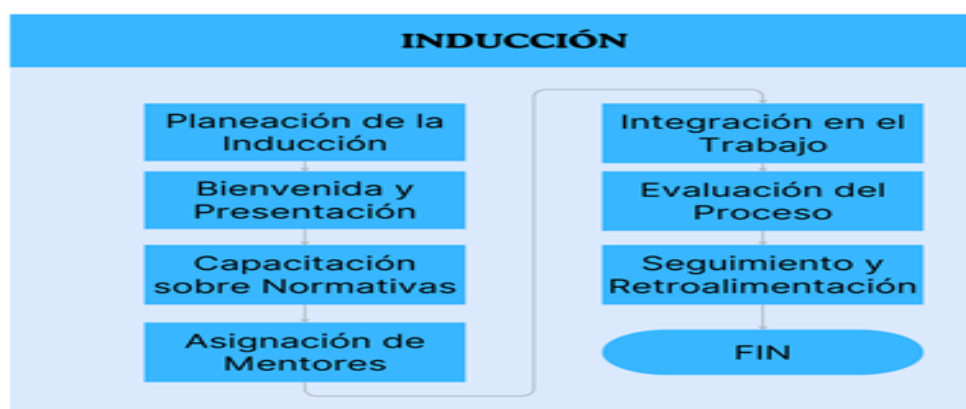 INDUCCIÓN
Planeación de la
Inducción
Bienvenida y
Presentación
Capacitación
sobre Normativas
Asignación de
Mentores
Integración en el
Trabajo
Evaluación del
Proceso
Seguimiento y
Retroalimentación
FIN